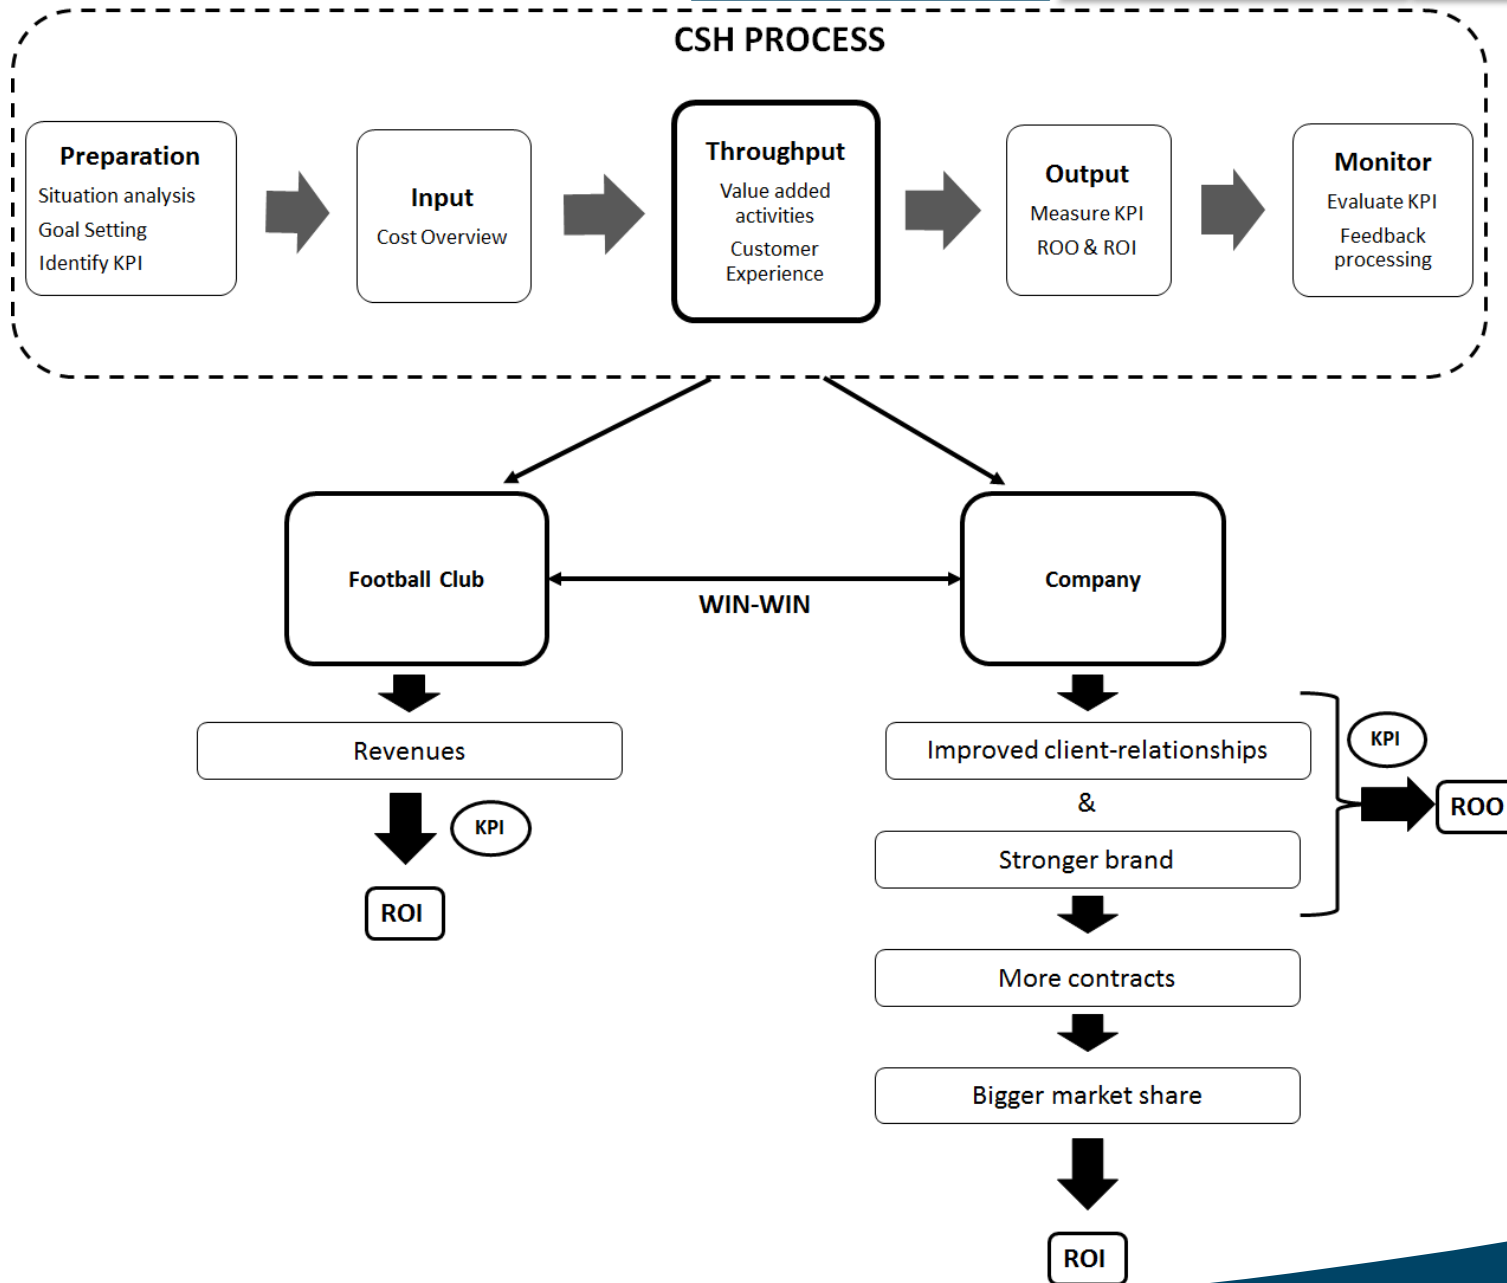 CSH PROCESS
Preparation
Situation analysis
Goal Setting
Identify KPI
Input
Cost Overview
Throughput
Value added
activities
Customer
Experience
Output
Measure KPI
ROO & ROI
Monitor
Evaluate KPI
Feedback
processing
Football Club
WIN-WIN
Company
Revenues
KPI
ROI
Improved client-relationships
&
Stronger brand
KPI
ROO
More contracts
Bigger market share
ROI